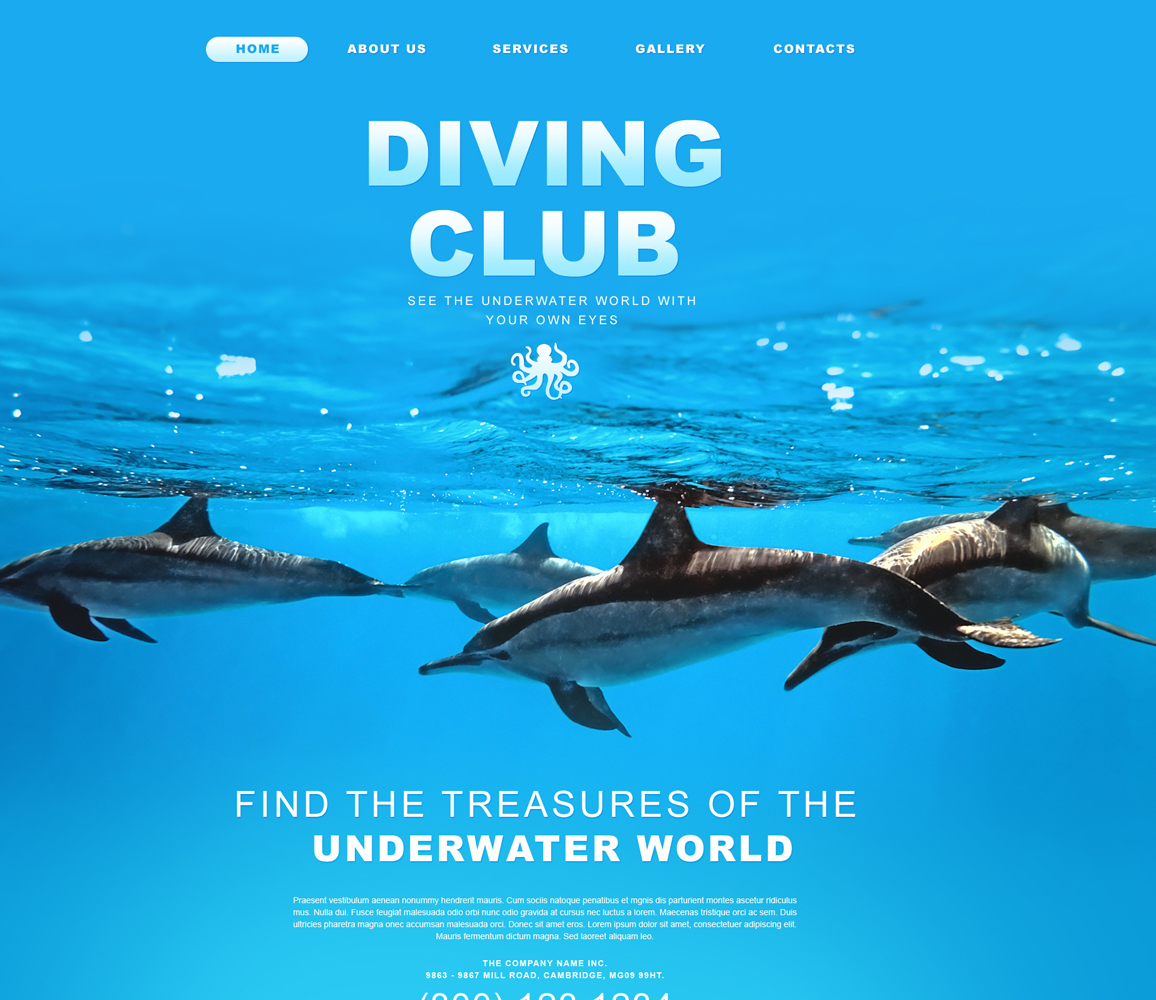 HOME ABOUT US SERVICES GALLERY CONTACTS
DIVING
CLUB
SEE THE UNDERWATER WORLD WITH
YOUR OWN EYES
FIND THE TREASURES OF THE
UNDERWATER WORLD
Praesent vestibulum aenean nonummy hendrerit mauris. Cum sociis natoque penatibus et mgnis dis parturient montes ascetur ridiculus
mus. Nulla dui. Fusce feugiat malesuada odio orbi nunc odio gravida at cursus nec luctus a lorem. Maecenas tristique orci ac sem. Duis
ultricies pharetra magna onec accumsan malesuada orci. Donec sit amet eros. Lorem ipsum dolor sit amet, consectetuer adipiscing elit.
Mauris fermentum dictum magna. Sed laoreet aliquam leo.
THE COMPANY NAME INC.
9863 - 9867 MILL ROAD, CAMBRIDGE, MG09 99HT.